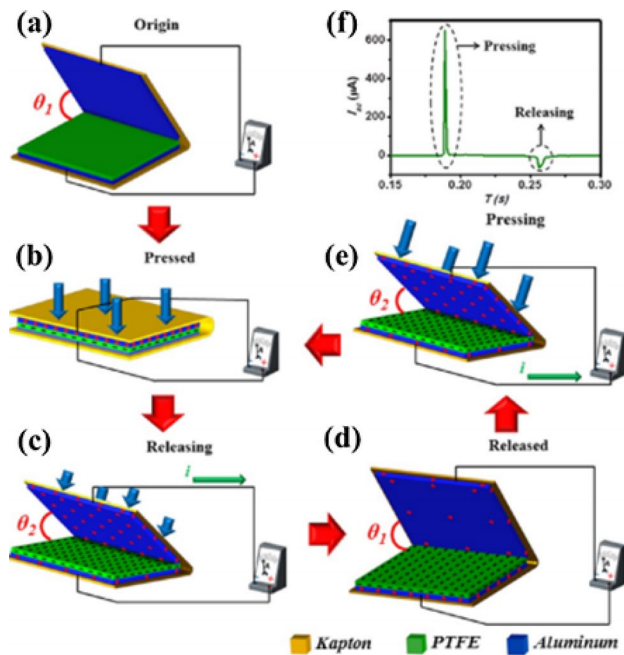 (a)
Origin
θ1
(f)
Isc (μA)
600
400
200
0
Pressing
Releasing
0.15
0.20
0.25
0.30
T (s)
(b)
Pressed
(e)
Pressing
θ2
i
(c)
Releasing
i
θ2
(d)
Released
θ1
Kapton
PTFE
Aluminum